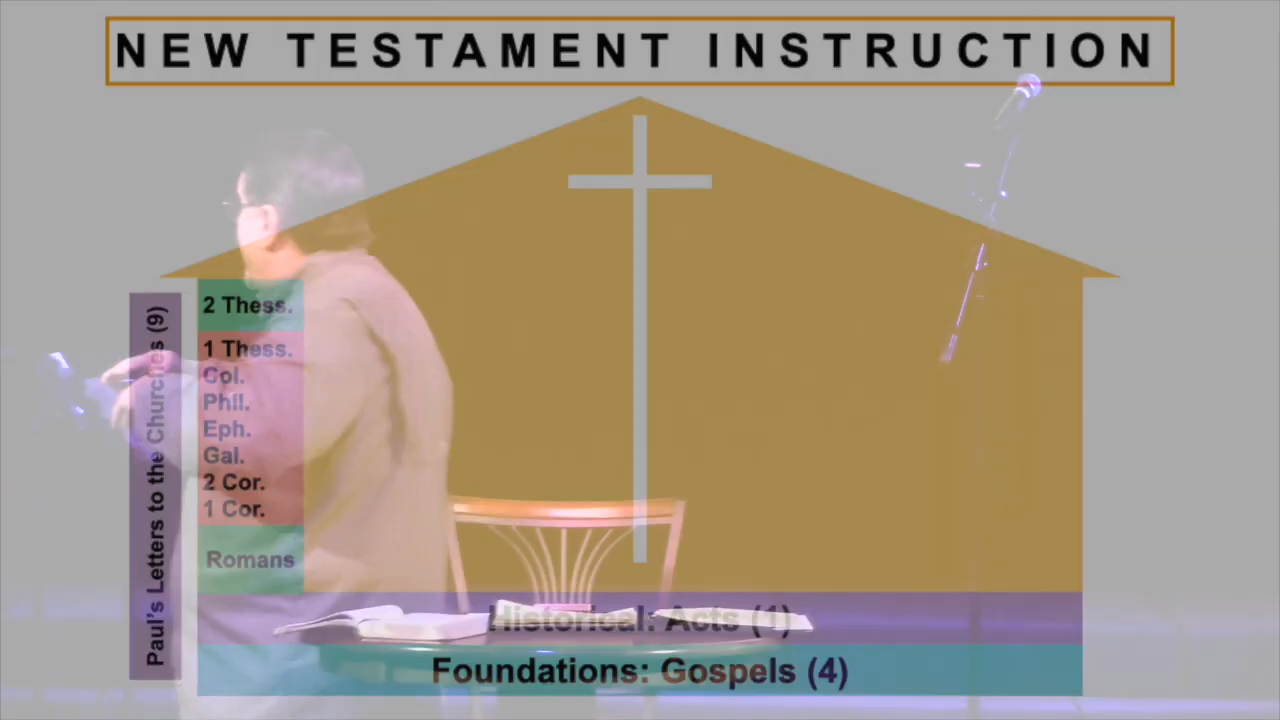 NEW TESTAMENT INSTRUCTION
Paul's Letters to the Churches (9)
2 Thess.
1 Thess.
Col.
Phil.
Eph.
Gal.
2 Cor.
1 Cor.
Romans
Historical: Acts (1)
Foundations: Gospels (4)